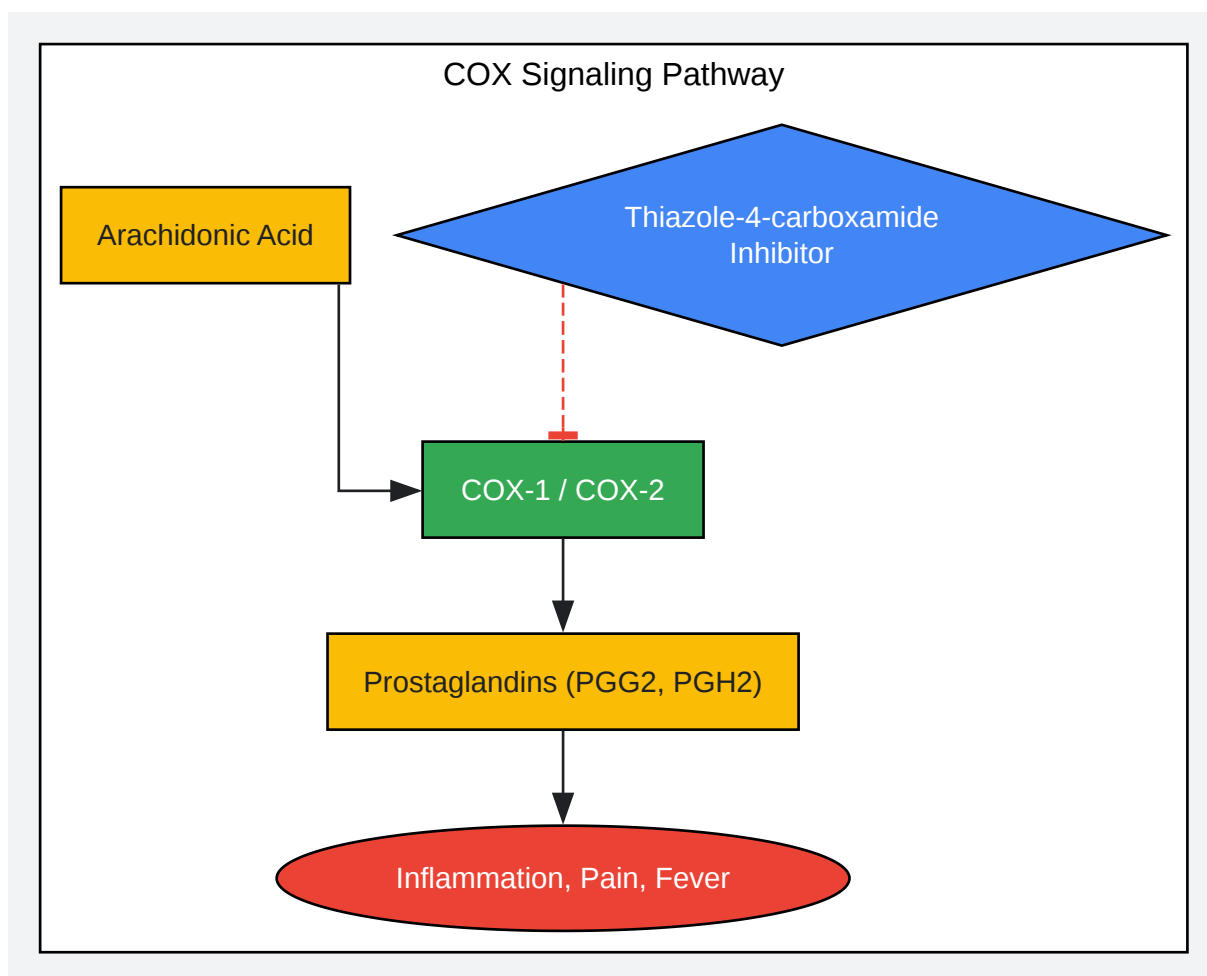 COX Signaling Pathway
Arachidonic Acid
Thiazole-4-carboxamide
Inhibitor
COX-1 / COX-2
Prostaglandins (PGG2, PGH2)
Inflammation, Pain, Fever